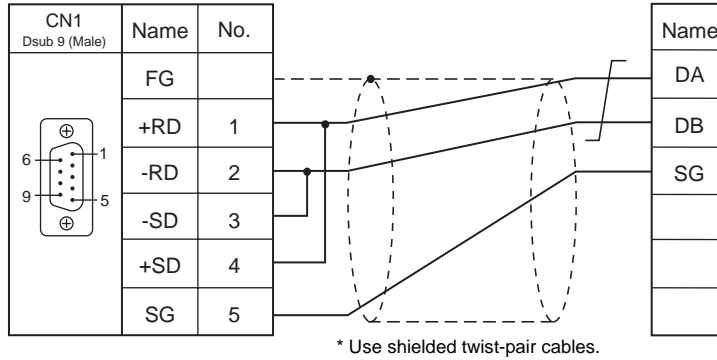 CN1
Dsub 9 (Male)
Name No.
FG
+RD 1
-RD 2
-SD 3
+SD 4
SG 5
6
9
1
5
Name
DA
DB
SG
* Use shielded twist-pair cables.